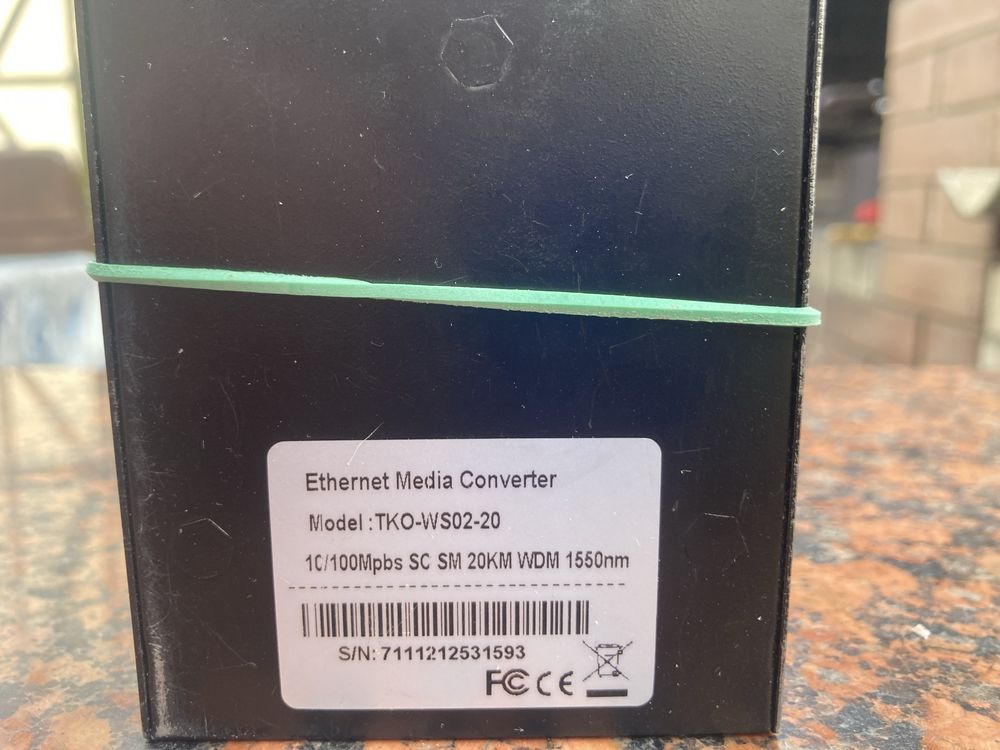 Ethernet Media Converter
Model :TKO-WS02-20
10/100Mpbs SC SM 20KM WDM 1550nm
S/N: 7111212531593
FC CE